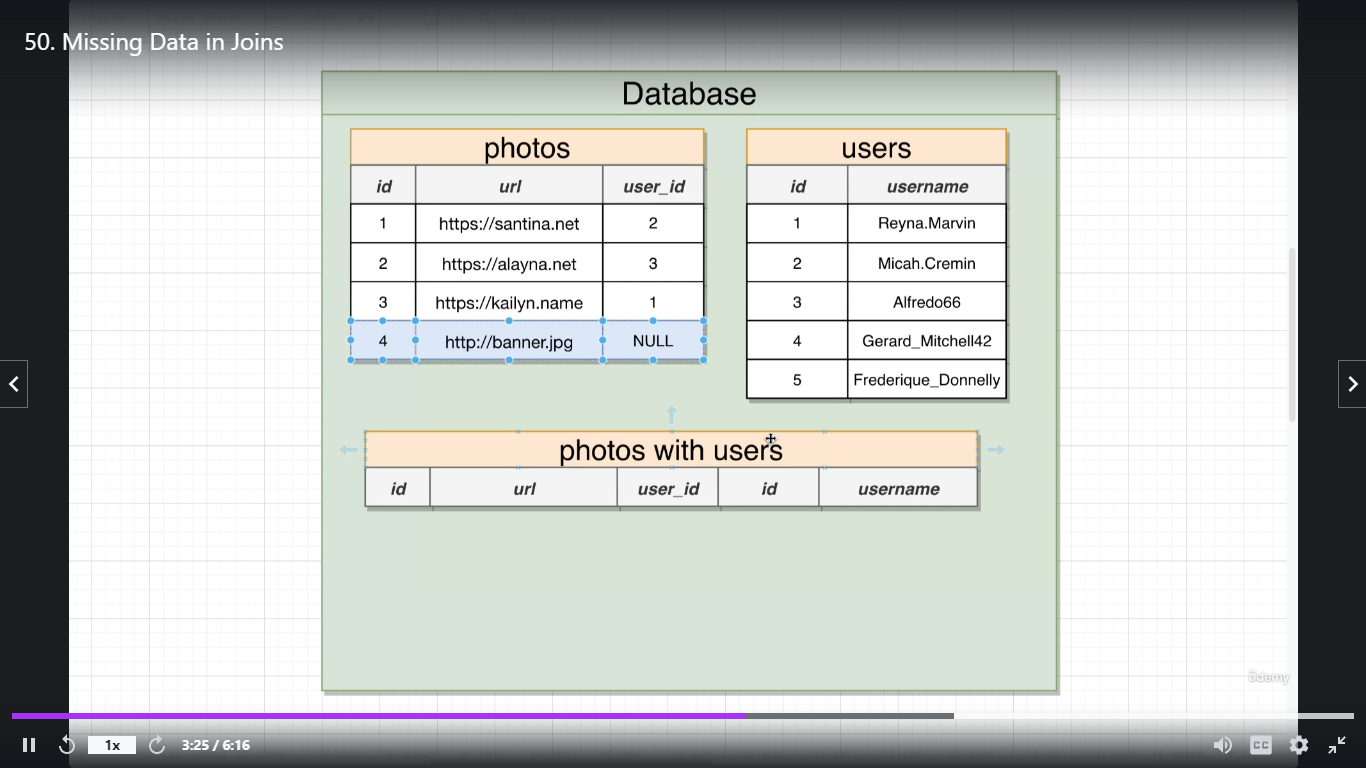 50. Missing Data in Joins
Database
photos
id url user_id
1 https://santina.net 2
2 https://alayna.net 3
3 https://kailyn.name 1
4 http://banner.jpg NULL
users
id username
1 Reyna.Marvin
2 Micah.Cremin
3 Alfredo66
4 Gerard_Mitchell42
5 Frederique_Donnelly
photos with users
id url user_id id username
ûdemy
1x 3:25 / 6:16 CC